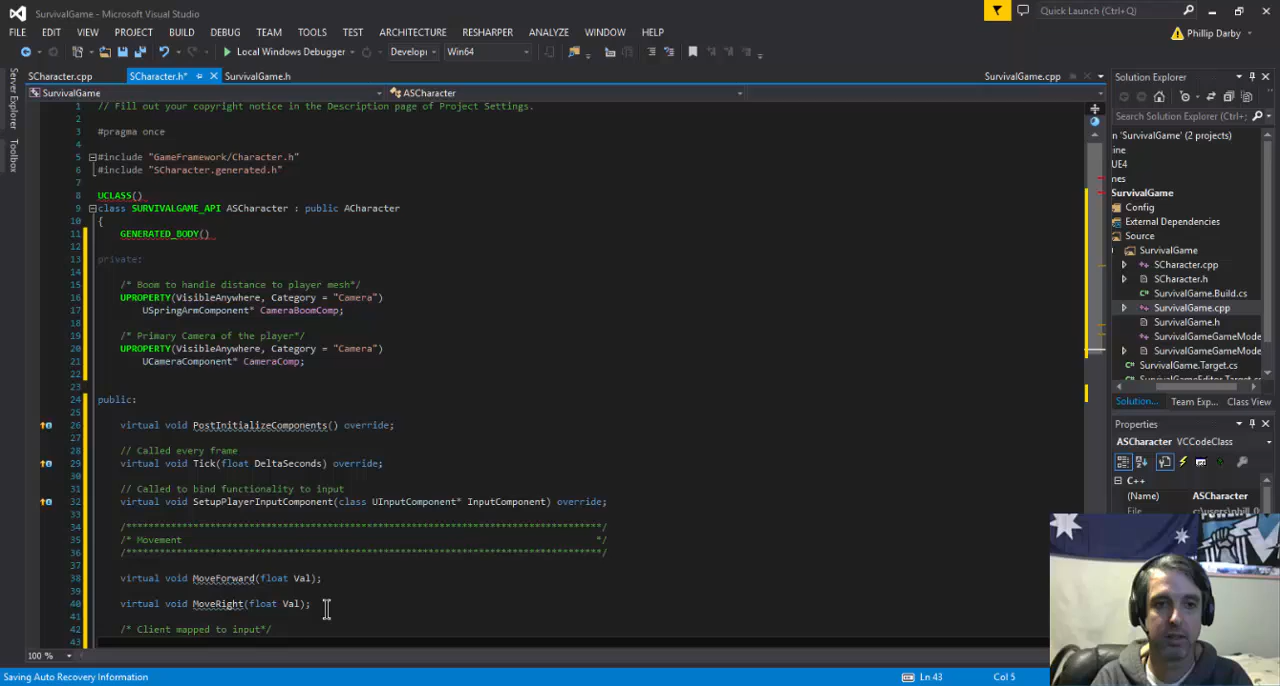 SurvivalGame - Microsoft Visual Studio
Quick Launch (Ctrl+Q)
FILE EDIT VIEW PROJECT BUILD DEBUG TEAM TOOLS TEST ARCHITECTURE RESHARPER ANALYZE WINDOW HELP
Phillip Darby
Local Windows Debugger Develop Win64
Server Explorer
Toolbox
SCharacter.cpp SCharacter.h* SurvivalGame.h SurvivalGame.cpp
SurvivalGame ASCharacter
1 // Fill out your copyright notice in the Description page of Project Settings.
2
3 #pragma once
4
5 #include "GameFramework/Character.h"
6 #include "SCharacter.generated.h"
7
8 UCLASS()
9 class SURVIVALGAME_API ASCharacter : public ACharacter
10 {
11 GENERATED_BODY()
12
13 private:
14
15 /* Boom to handle distance to player mesh*/
16 UPROPERTY(VisibleAnywhere, Category = "Camera")
17 USpringArmComponent* CameraBoomComp;
18
19 /* Primary Camera of the player*/
20 UPROPERTY(VisibleAnywhere, Category = "Camera")
21 UCameraComponent* CameraComp;
22
23
24 public:
25
26 virtual void PostInitializeComponents() override;
27
28 // Called every frame
29 virtual void Tick(float DeltaSeconds) override;
30
31 // Called to bind functionality to input
32 virtual void SetupPlayerInputComponent(class UInputComponent* InputComponent) override;
33
34 /************************************************************************************/
35 /* Movement */
36 /************************************************************************************/
37
38 virtual void MoveForward(float Val);
39
40 virtual void MoveRight(float Val);
41
42 /* Client mapped to input*/
43
100 %
Saving Auto Recovery Information
Ln 43 Col 5
Solution Explorer
Search Solution Explorer (Ctrl+;)
n 'SurvivalGame' (2 projects)
ine
UE4
mes
SurvivalGame
Config
External Dependencies
Source
SurvivalGame
SCharacter.cpp
SCharacter.h
SurvivalGame.Build.cs
SurvivalGame.cpp
SurvivalGame.h
SurvivalGameGameMode
SurvivalGameGameMode
SurvivalGame.Target.cs
SurvivalGameEditor.Target.cs
Solution... Team Exp... Class View
Properties
ASCharacter VCCodeClass
C++
(Name) ASCharacter
File c:\users\phill_0